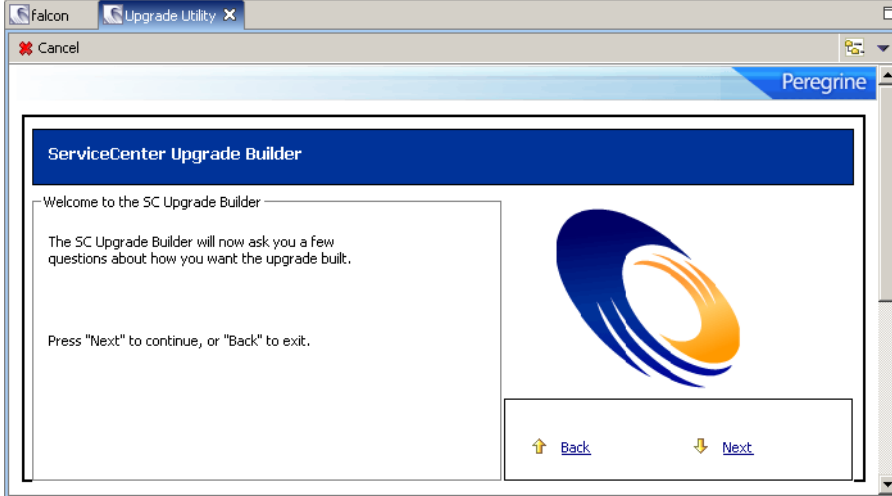 falcon
Upgrade Utility
Cancel
Peregrine
ServiceCenter Upgrade Builder
Welcome to the SC Upgrade Builder
The SC Upgrade Builder will now ask you a few
questions about how you want the upgrade built.
Press "Next" to continue, or "Back" to exit.
Back
Next